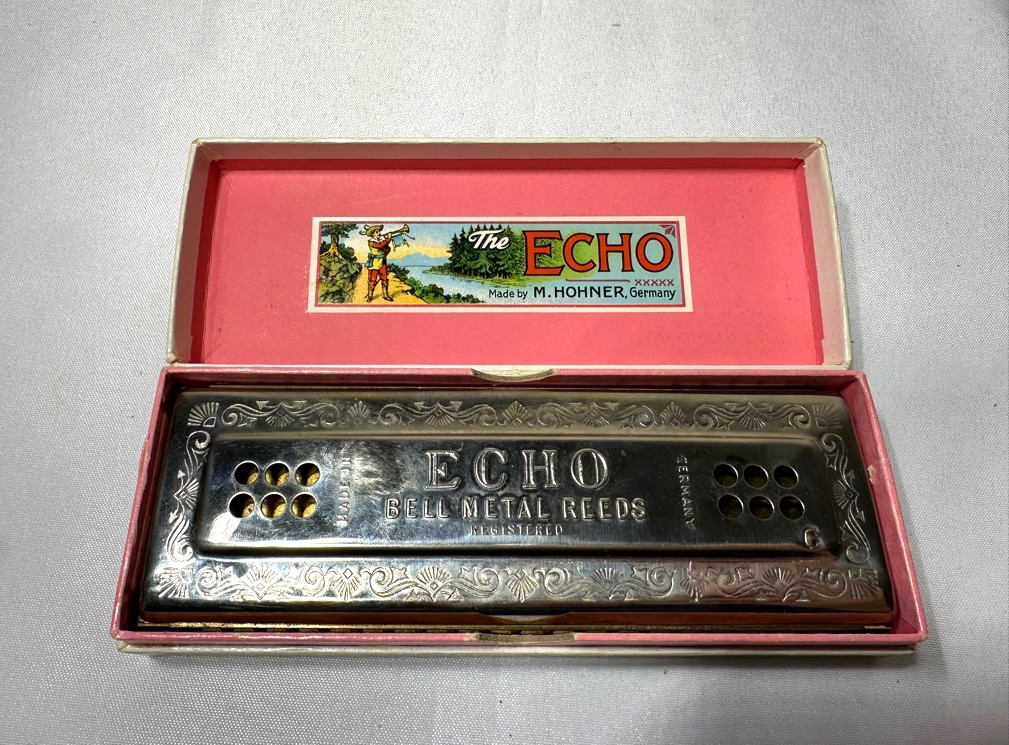 The ECHO
xxxxx
Made by M. HOHNER, Germany
ECHO
MADE IN
BELL METAL REEDS
GERMANY
REGISTERED